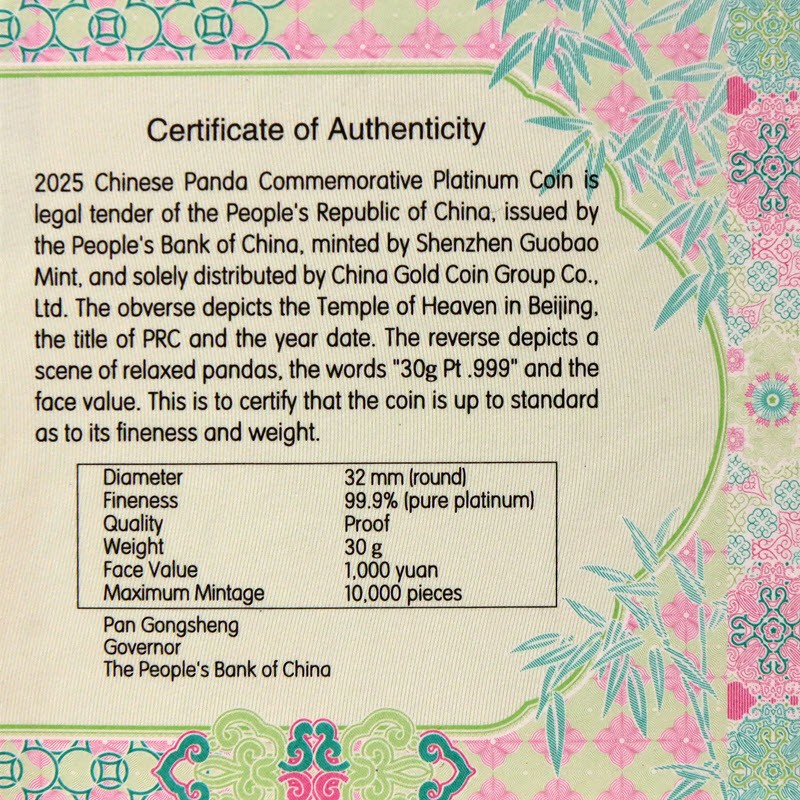 Certificate of Authenticity
2025 Chinese Panda Commemorative Platinum Coin is
legal tender of the People's Republic of China, issued by
the People's Bank of China, minted by Shenzhen Guobao
Mint, and solely distributed by China Gold Coin Group Co.,
Ltd. The obverse depicts the Temple of Heaven in Beijing,
the title of PRC and the year date. The reverse depicts a
scene of relaxed pandas, the words "30g Pt .999" and the
face value. This is to certify that the coin is up to standard
as to its fineness and weight.
Diameter 32 mm (round)
Fineness 99.9% (pure platinum)
Quality Proof
Weight 30 g
Face Value 1,000 yuan
Maximum Mintage 10,000 pieces
Pan Gongsheng
Governor
The People's Bank of China